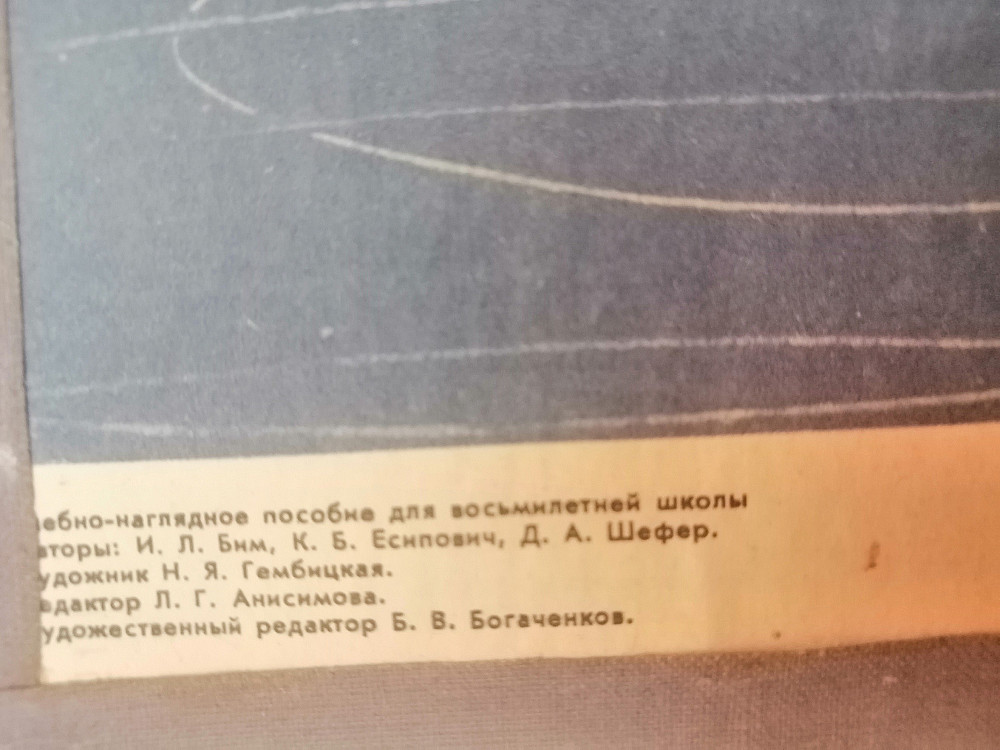 ебно-наглядное пособие для восьмилетней школы
вторы: И. Л. Бим, К. Б. Есипович, Д. А. Шефер.
удожник Н. Я. Гембицкая.
едактор Л. Г. Анисимова.
удожественный редактор Б. В. Богаченков.